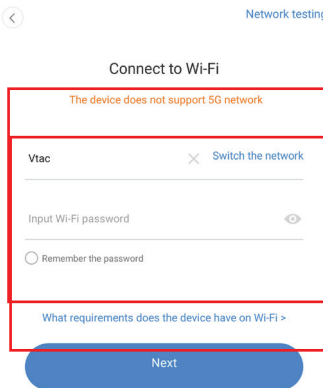 Network testing
Connect to Wi-Fi
The device does not support 5G network
Vtac
Switch the network
Input Wi-Fi password
Remember the password
What requirements does the device have on Wi-Fi >
Next